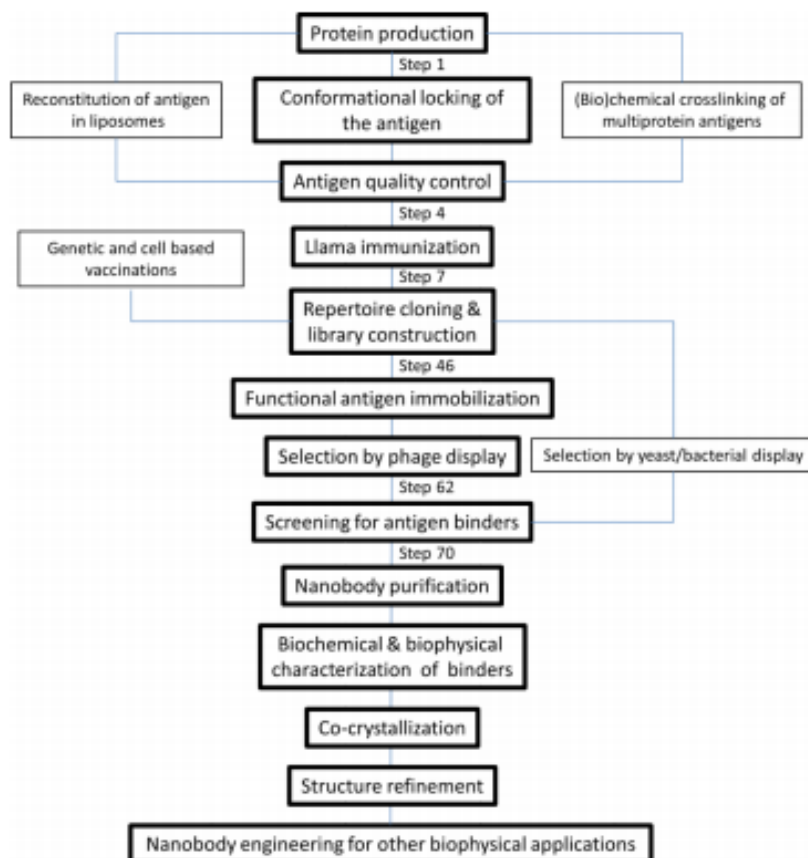 Protein production
Step 1
Reconstitution of antigen
in liposomes
Conformational locking of
the antigen
(Bio)chemical crosslinking of
multiprotein antigens
Antigen quality control
Step 4
Genetic and cell based
vaccinations
Llama immunization
Step 7
Repertoire cloning &
library construction
Step 46
Functional antigen immobilization
Selection by phage display
Selection by yeast/bacterial display
Step 62
Screening for antigen binders
Step 70
Nanobody purification
Biochemical & biophysical
characterization of binders
Co-crystallization
Structure refinement
Nanobody engineering for other biophysical applications